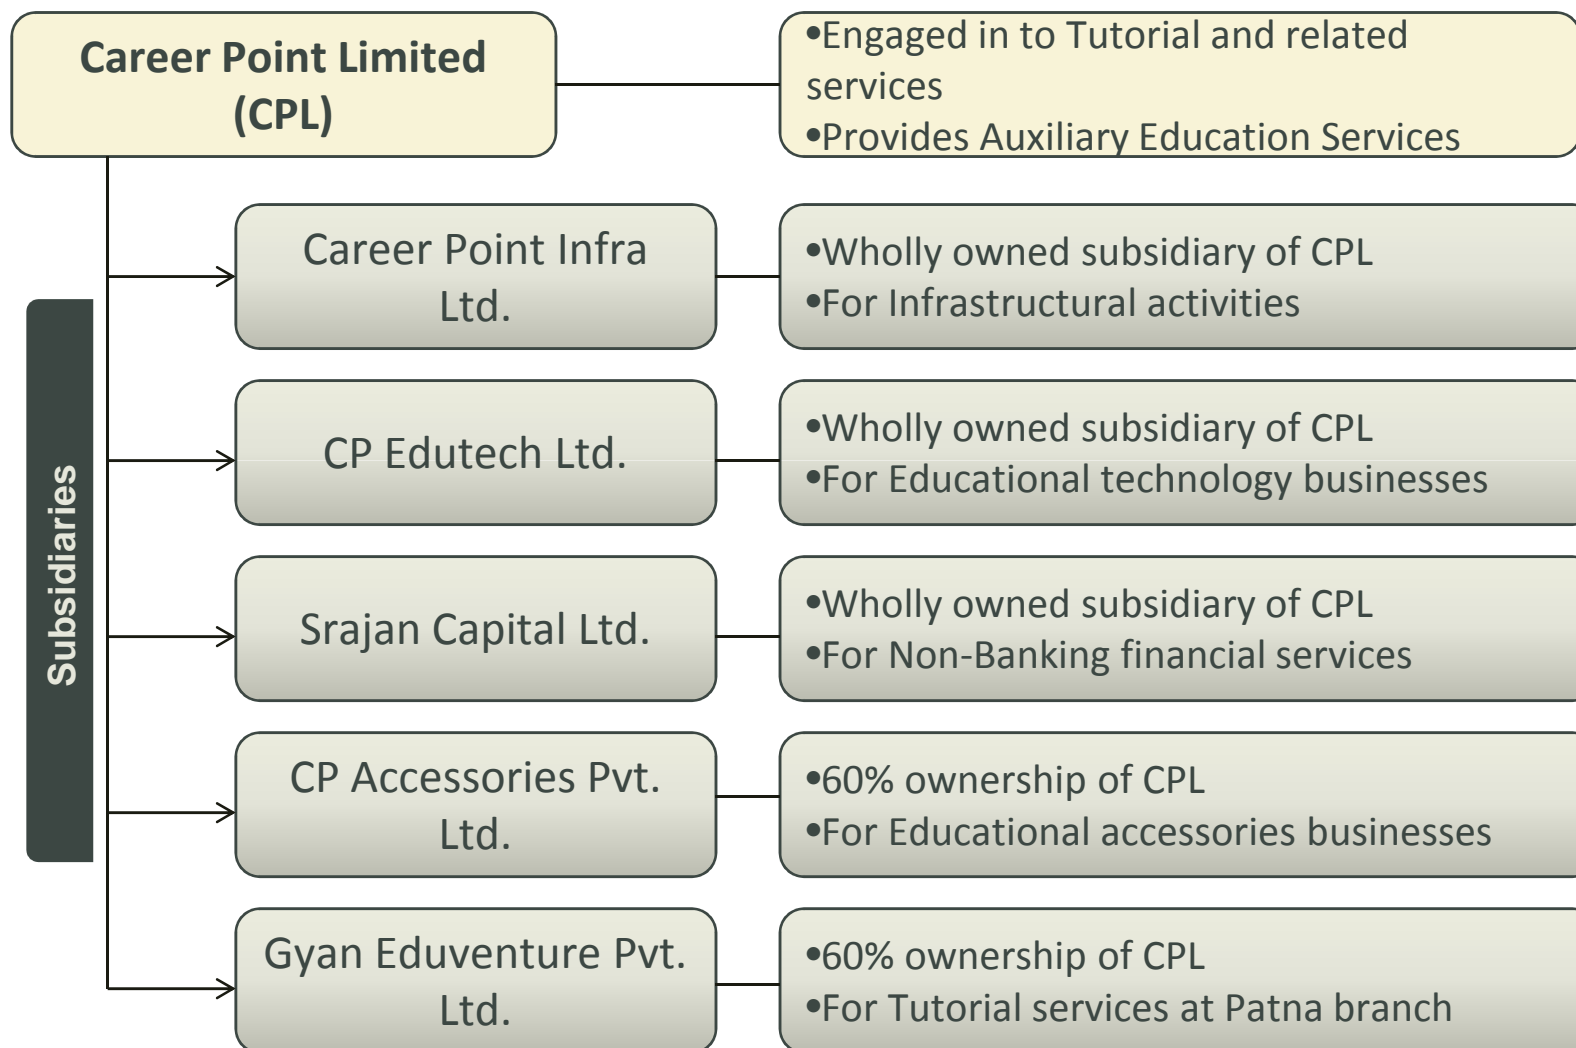 Career Point Limited
(CPL)
•Engaged in to Tutorial and related
services
•Provides Auxiliary Education Services
Subsidiaries
Career Point Infra
Ltd.
•Wholly owned subsidiary of CPL
•For Infrastructural activities
CP Edutech Ltd.
•Wholly owned subsidiary of CPL
•For Educational technology businesses
Srajan Capital Ltd.
•Wholly owned subsidiary of CPL
•For Non-Banking financial services
CP Accessories Pvt.
Ltd.
•60% ownership of CPL
•For Educational accessories businesses
Gyan Eduventure Pvt.
Ltd.
•60% ownership of CPL
•For Tutorial services at Patna branch